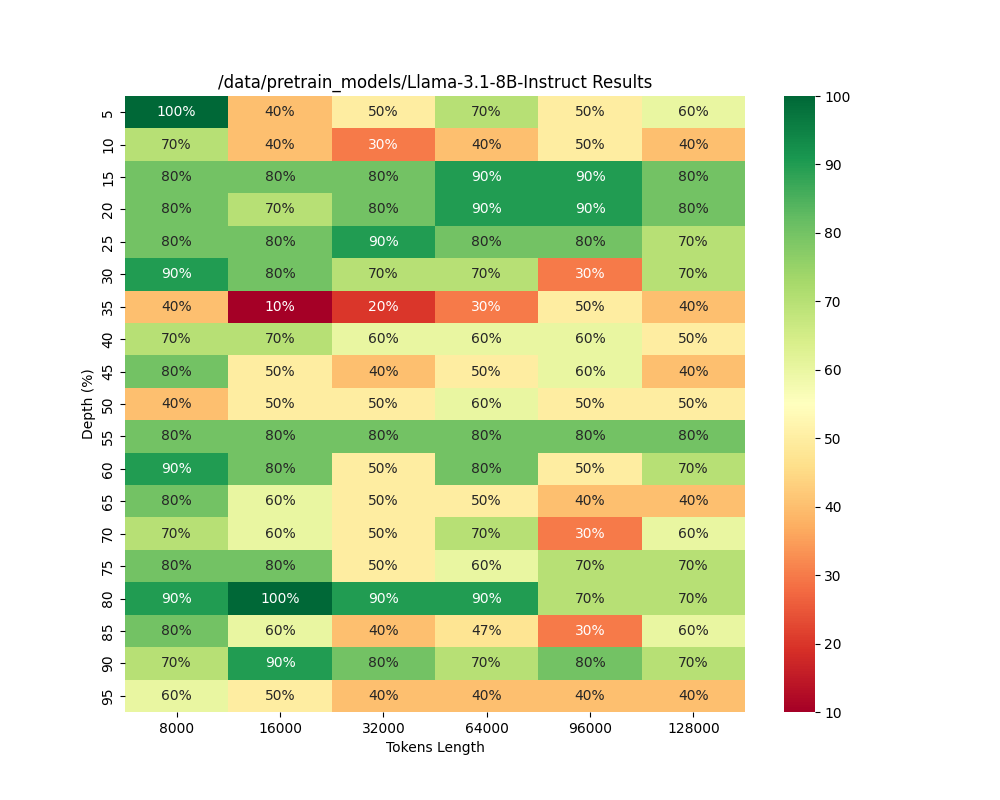 /data/pretrain_models/Llama-3.1-8B-Instruct Results
5 100% 40% 50% 70% 50% 60%
10 70% 40% 30% 40% 50% 40%
15 80% 80% 80% 90% 90% 80%
20 80% 70% 80% 90% 90% 80%
25 80% 80% 90% 80% 80% 70%
30 90% 80% 70% 70% 30% 70%
35 40% 10% 20% 30% 50% 40%
40 70% 70% 60% 60% 60% 50%
45 80% 50% 40% 50% 60% 40%
50 40% 50% 50% 60% 50% 50%
55 80% 80% 80% 80% 80% 80%
60 90% 80% 50% 80% 50% 70%
65 80% 60% 50% 50% 40% 40%
70 70% 60% 50% 70% 30% 60%
75 80% 80% 50% 60% 70% 70%
80 90% 100% 90% 90% 70% 70%
85 80% 60% 40% 47% 30% 60%
90 70% 90% 80% 70% 80% 70%
95 60% 50% 40% 40% 40% 40%
Depth (%)
8000 16000 32000 64000 96000 128000
Tokens Length
100
90
80
70
60
50
40
30
20
10